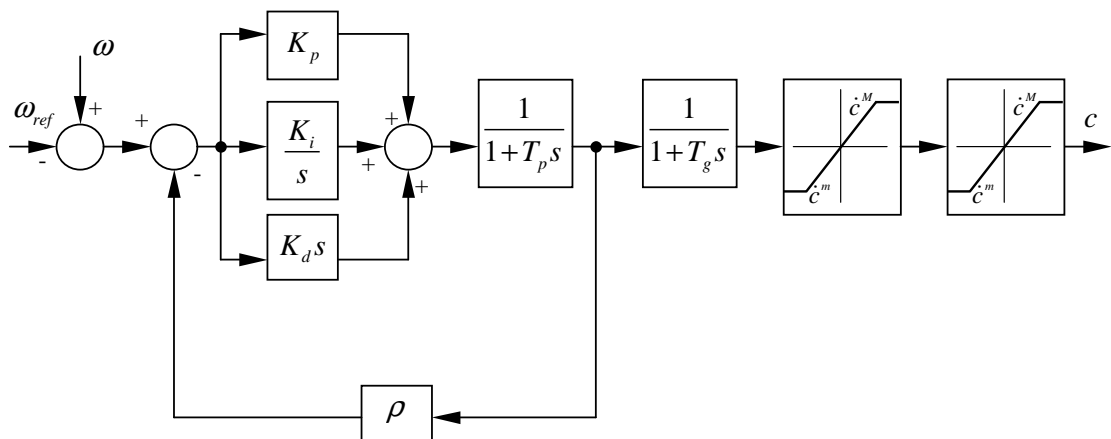 ω
ω_ref
+
-
+
-
K_p
K_i
s
K_d s
+
+
+
1
1+T_p s
1
1+T_g s
ċ^M
ċ^m
ċ^M
ċ^m
c
ρ